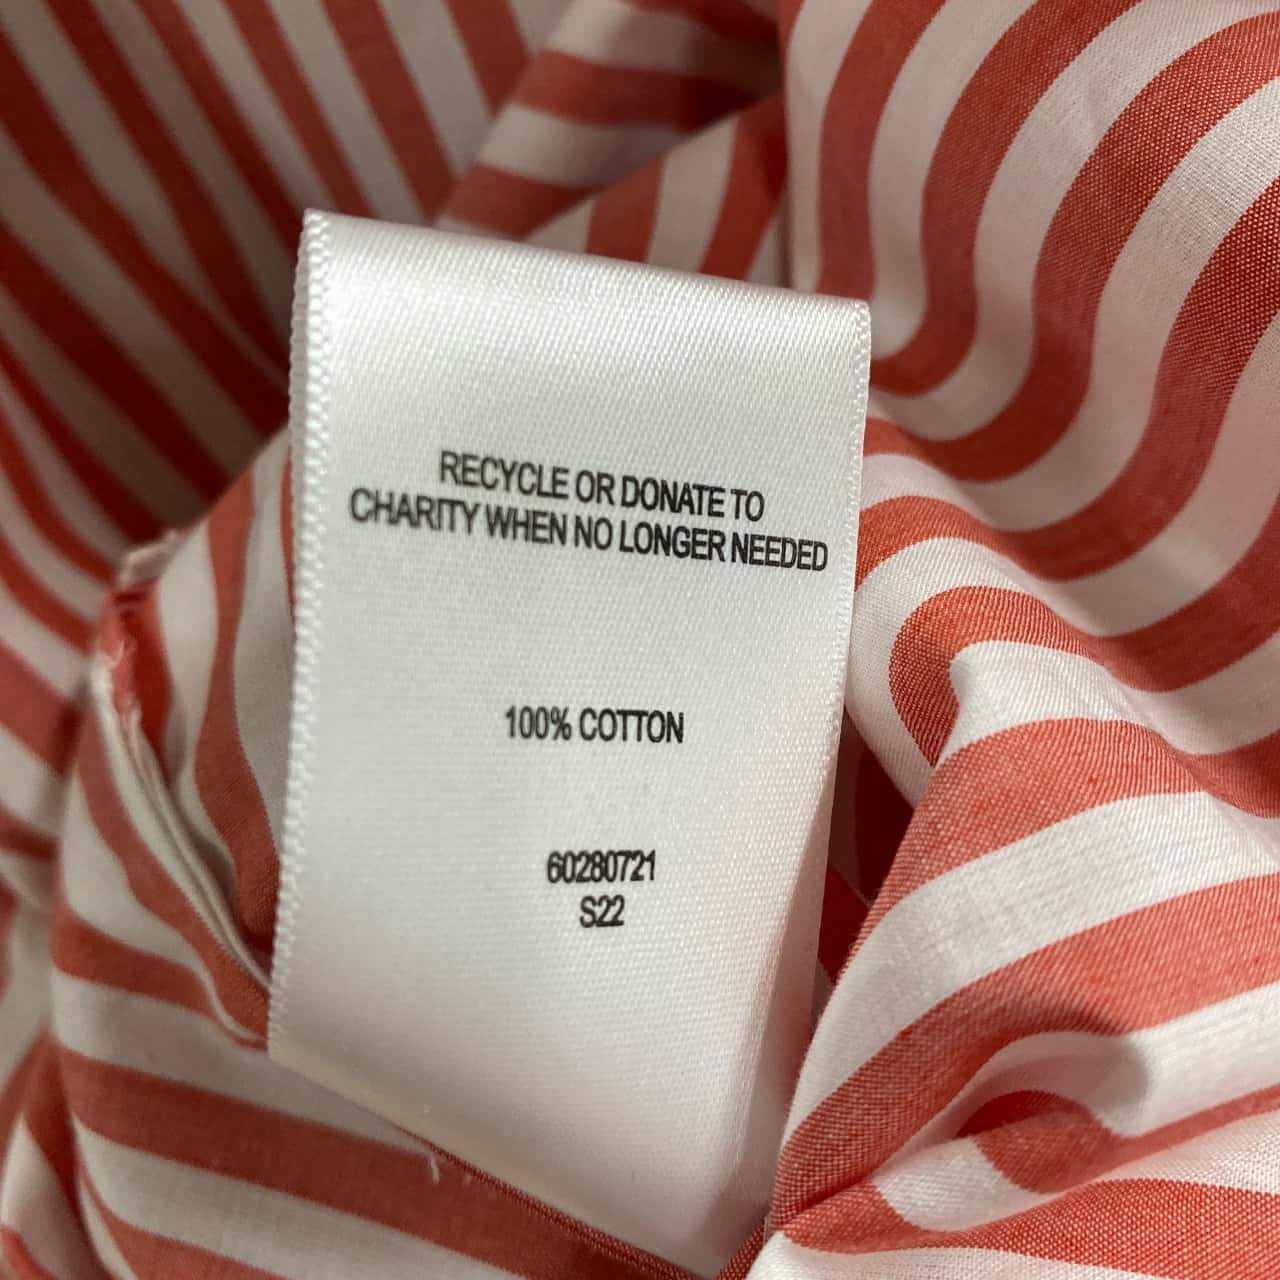 RECYCLE OR DONATE TO
CHARITY WHEN NO LONGER NEEDED
100% COTTON
60280721
S22